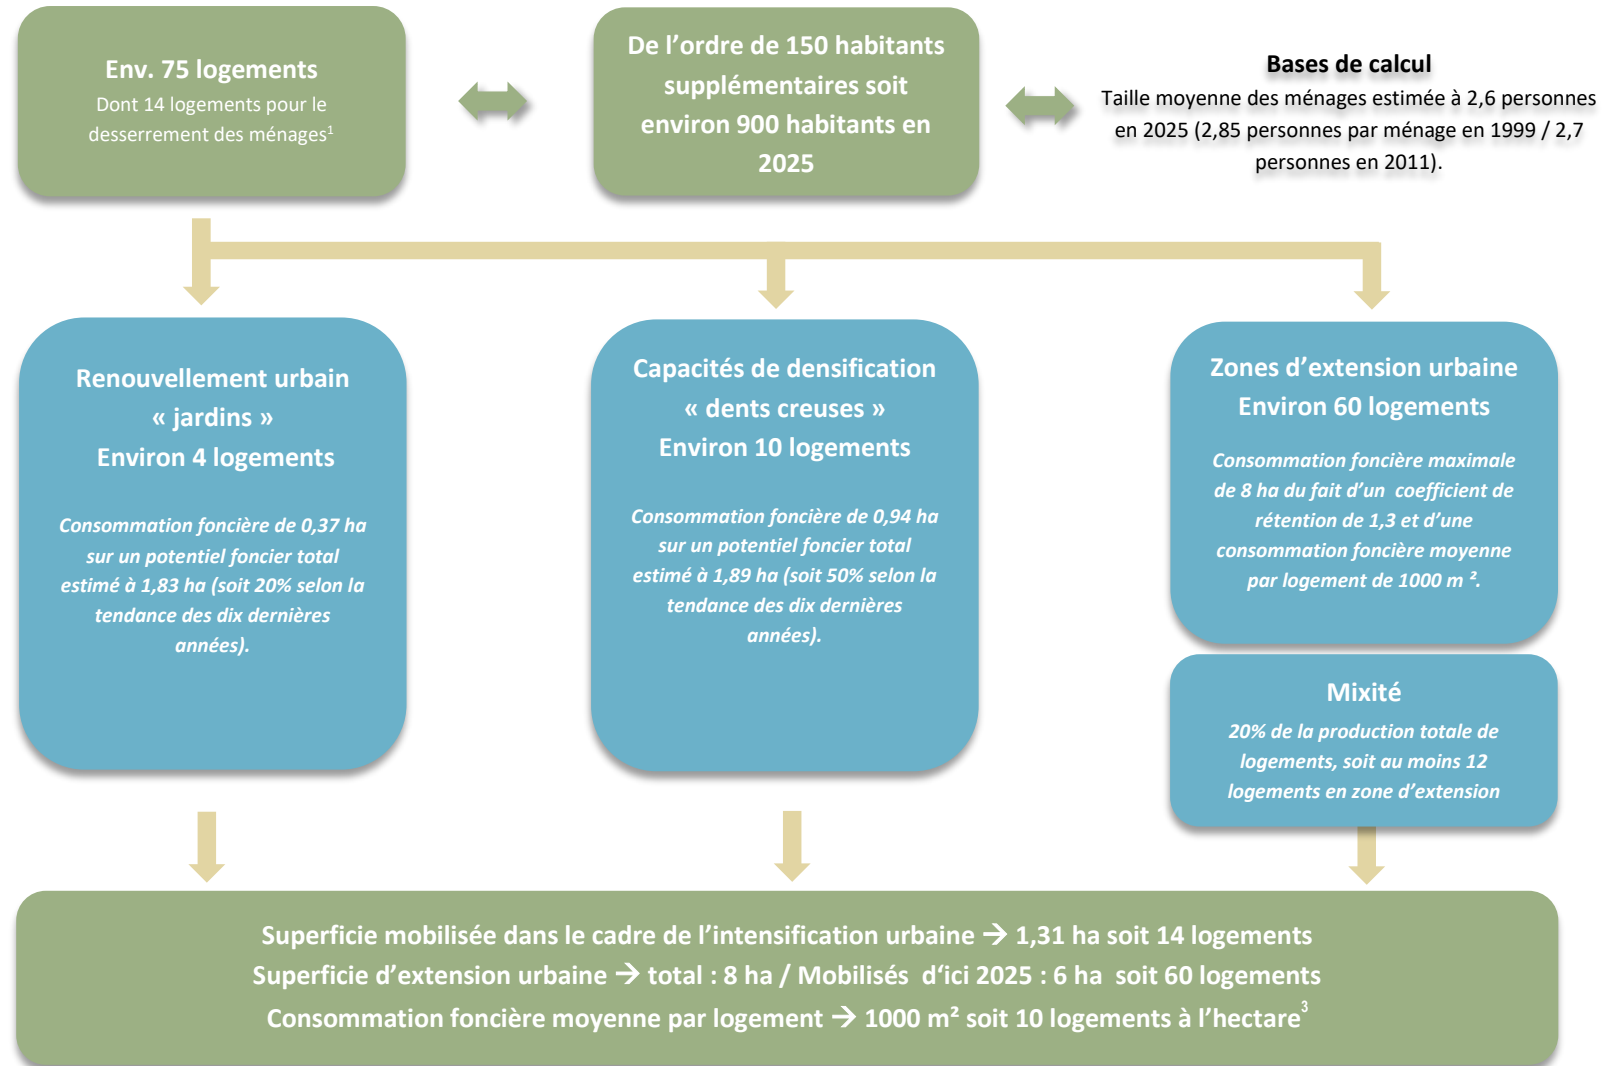 Env. 75 logements
Dont 14 logements pour le
desserrement des ménages¹
De l’ordre de 150 habitants
supplémentaires soit
environ 900 habitants en
2025
Bases de calcul
Taille moyenne des ménages estimée à 2,6 personnes
en 2025 (2,85 personnes par ménage en 1999 / 2,7
personnes en 2011).
Renouvellement urbain
« jardins »
Environ 4 logements
Consommation foncière de 0,37 ha
sur un potentiel foncier total
estimé à 1,83 ha (soit 20% selon la
tendance des dix dernières
années).
Capacités de densification
« dents creuses »
Environ 10 logements
Consommation foncière de 0,94 ha
sur un potentiel foncier total
estimé à 1,89 ha (soit 50% selon la
tendance des dix dernières
années).
Zones d’extension urbaine
Environ 60 logements
Consommation foncière maximale
de 8 ha du fait d’un coefficient de
rétention de 1,3 et d’une
consommation foncière moyenne
par logement de 1000 m ².
Mixité
20% de la production totale de
logements, soit au moins 12
logements en zone d’extension
Superficie mobilisée dans le cadre de l’intensification urbaine → 1,31 ha soit 14 logements
Superficie d’extension urbaine → total : 8 ha / Mobilisés d‘ici 2025 : 6 ha soit 60 logements
Consommation foncière moyenne par logement → 1000 m² soit 10 logements à l’hectare³